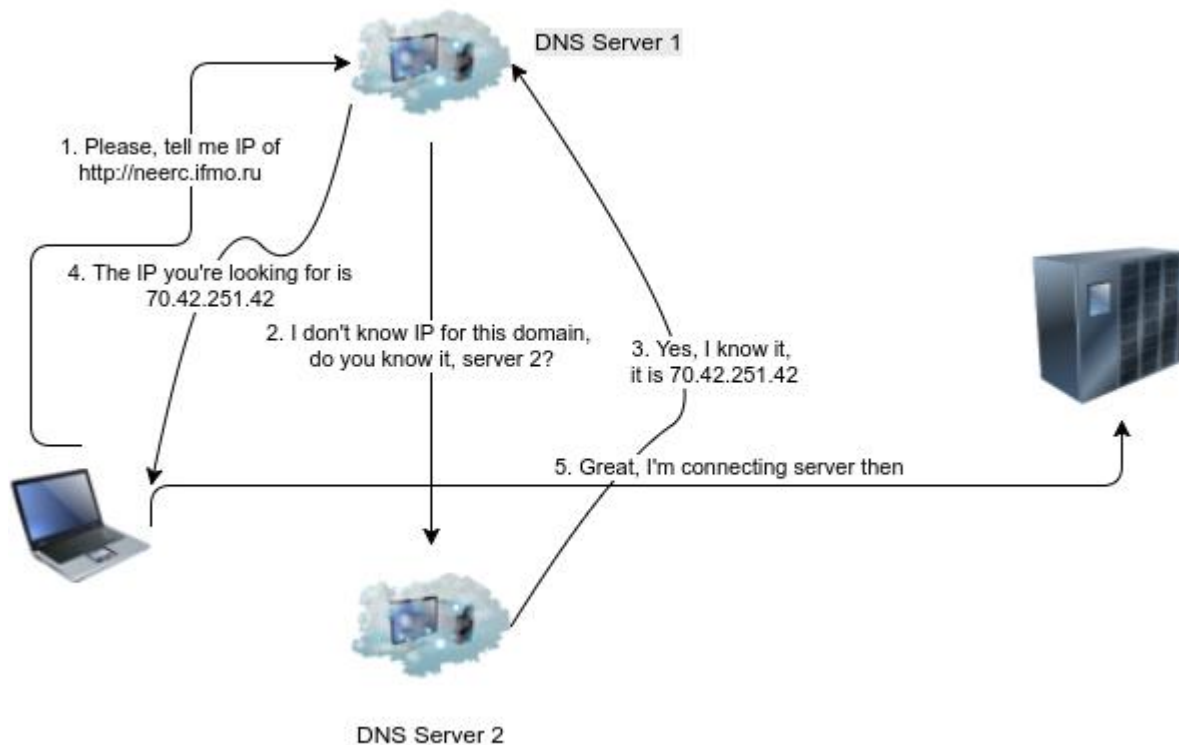 DNS Server 1
1. Please, tell me IP of
http://neerc.ifmo.ru
4. The IP you're looking for is
70.42.251.42
2. I don't know IP for this domain,
do you know it, server 2?
3. Yes, I know it,
it is 70.42.251.42
5. Great, I'm connecting server then
DNS Server 2